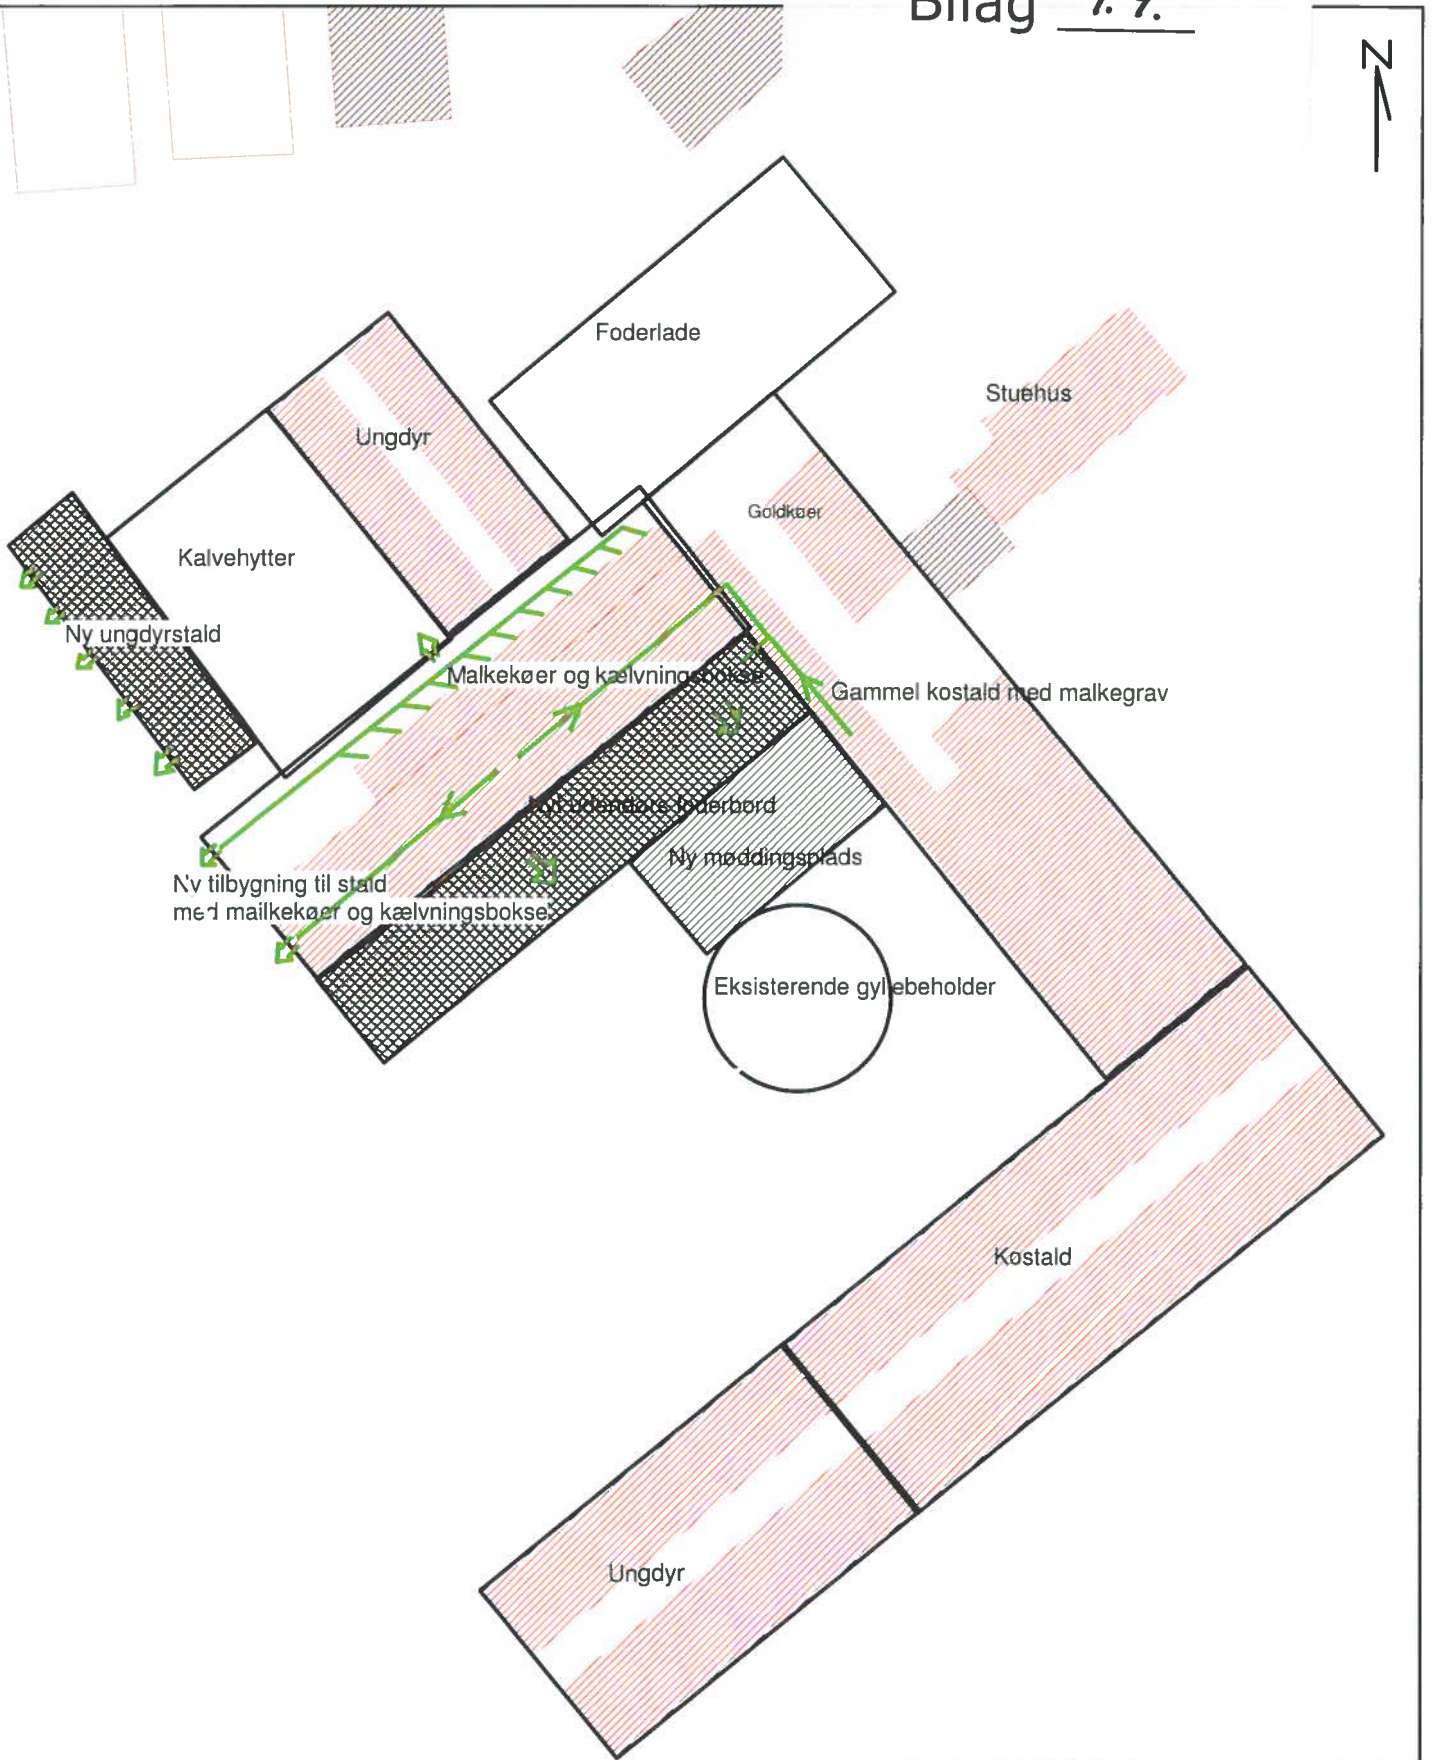 Bilag
N
Foderlade
Stuehus
Ungdyr
Goldkøer
Kalvehytter
Ny ungdyrstald
Malkekøer og kælvningsbokse
Gammel kostald med malkegrav
Nyt udendørs foderbord
Ny møddingsplads
Ny tilbygning til stald
med mailkekøer og kælvningsbokse
Eksisterende gyllebeholder
Kostald
Ungdyr